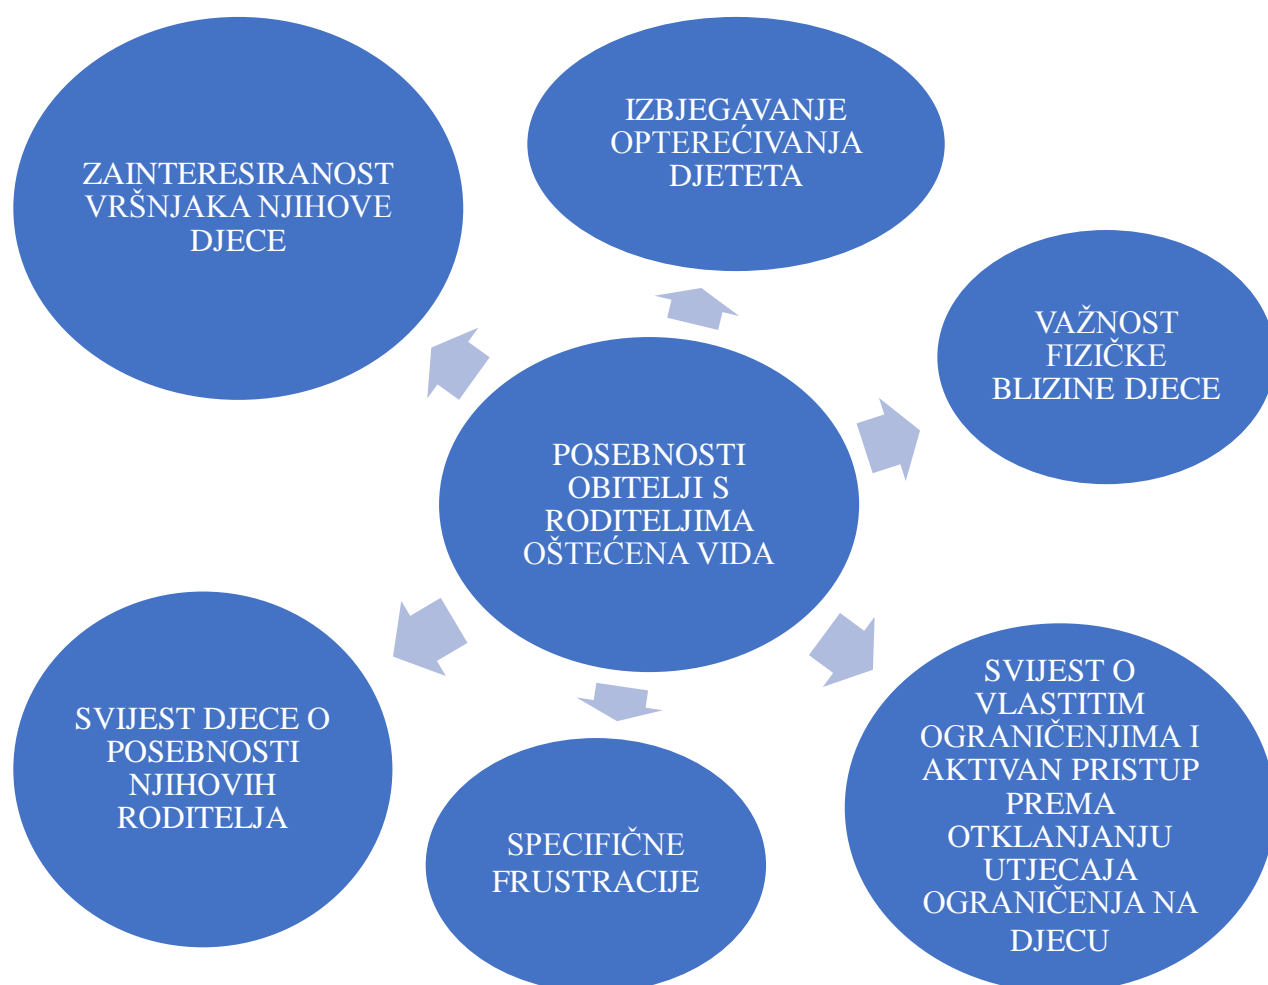 IZBJEGAVANJE
OPTEREĆIVANJA
DJETETA
ZAINTERESIRANOST
VRŠNJAKA NJIHOVE
DJECE
VAŽNOST
FIZIČKE
BLIZINE DJECE
POSEBNOSTI
OBITELJI S
RODITELJIMA
OŠTEĆENA VIDA
SVIJEST DJECE O
POSEBNOSTI
NJIHOVIH
RODITELJA
SPECIFIČNE
FRUSTRACIJE
SVIJEST O
VLASTITIM
OGRANIČENJIMA I
AKTIVAN PRISTUP
PREMA
OTKLANJANJU
UTJECAJA
OGRANIČENJA NA
DJECU